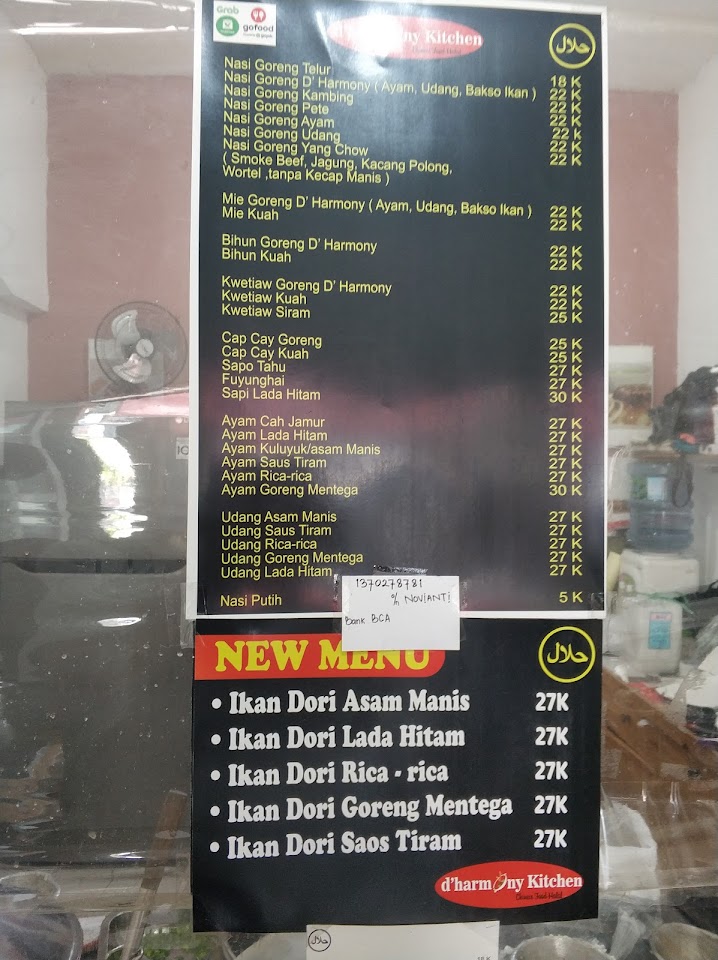 Grab
gofood
d'harmony Kitchen
Chinese Food Halal
حلال
Nasi Goreng Telur 18 K
Nasi Goreng D' Harmony ( Ayam, Udang, Bakso Ikan ) 22 K
Nasi Goreng Kambing 22 K
Nasi Goreng Pete 22 K
Nasi Goreng Ayam 22 k
Nasi Goreng Udang 22 K
Nasi Goreng Yang Chow 22 K
( Smoke Beef, Jagung, Kacang Polong,
Wortel ,tanpa Kecap Manis )
Mie Goreng D' Harmony ( Ayam, Udang, Bakso Ikan ) 22 K
Mie Kuah 22 K
Bihun Goreng D' Harmony 22 K
Bihun Kuah 22 K
Kwetiaw Goreng D' Harmony 22 K
Kwetiaw Kuah 22 K
Kwetiaw Siram 25 K
Cap Cay Goreng 25 K
Cap Cay Kuah 25 K
Sapo Tahu 27 K
Fuyunghai 27 K
Sapi Lada Hitam 30 K
Ayam Cah Jamur 27 K
Ayam Lada Hitam 27 K
Ayam Kuluyuk/asam Manis 27 K
Ayam Saus Tiram 27 K
Ayam Rica-rica 27 K
Ayam Goreng Mentega 30 K
Udang Asam Manis 27 K
Udang Saus Tiram 27 K
Udang Rica-rica 27 K
Udang Goreng Mentega 27 K
Udang Lada Hitam 27 K
Nasi Putih 5 K
1370278781
a/n NOVIANTI
Bank BCA
NEW MENU
حلال
• Ikan Dori Asam Manis 27K
• Ikan Dori Lada Hitam 27K
• Ikan Dori Rica - rica 27K
• Ikan Dori Goreng Mentega 27K
• Ikan Dori Saos Tiram 27K
d'harmony Kitchen
Chinese Food Halal
حلال
18 K